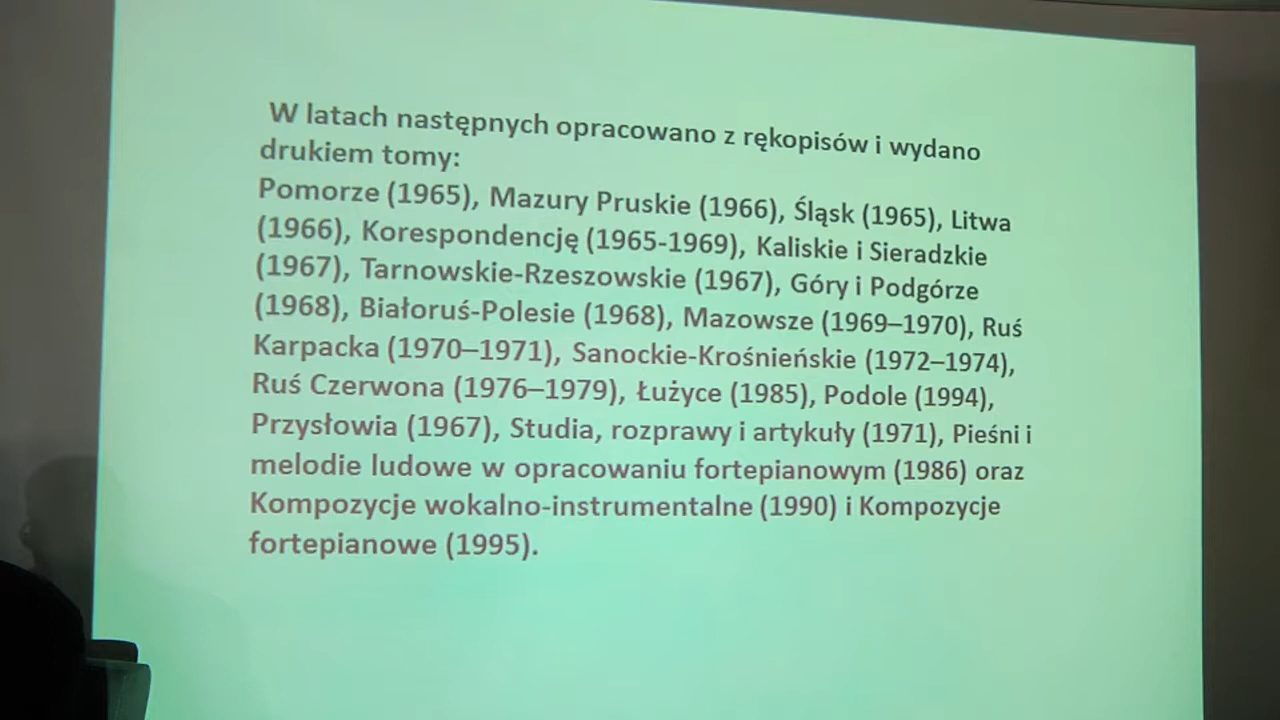 W latach następnych opracowano z rękopisów i wydano
drukiem tomy:
Pomorze (1965), Mazury Pruskie (1966), Śląsk (1965), Litwa
(1966), Korespondencję (1965-1969), Kaliskie i Sieradzkie
(1967), Tarnowskie-Rzeszowskie (1967), Góry i Podgórze
(1968), Białoruś-Polesie (1968), Mazowsze (1969–1970), Ruś
Karpacka (1970–1971), Sanockie-Krośnieńskie (1972–1974),
Ruś Czerwona (1976–1979), Łużyce (1985), Podole (1994),
Przysłowia (1967), Studia, rozprawy i artykuły (1971), Pieśni i
melodie ludowe w opracowaniu fortepianowym (1986) oraz
Kompozycje wokalno-instrumentalne (1990) i Kompozycje
fortepianowe (1995).